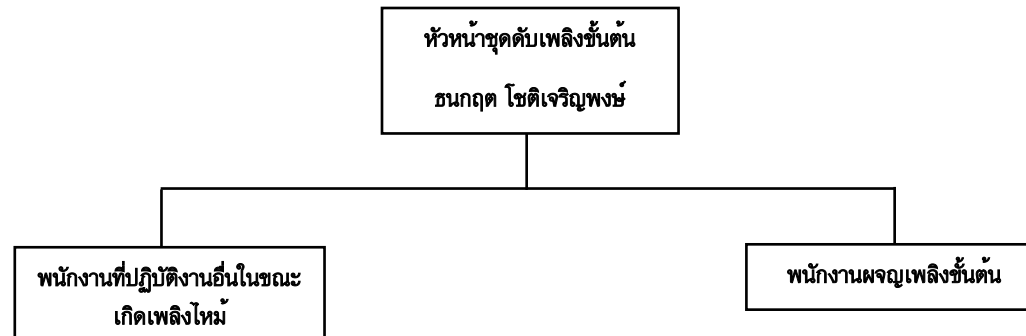 หัวหน้าชุดดับเพลิงขั้นต้น
ธนกฤต โชติเจริญพงษ์
พนักงานที่ปฏิบัติงานอื่นในขณะ
เกิดเพลิงไหม้
พนักงานผจญเพลิงขั้นต้น